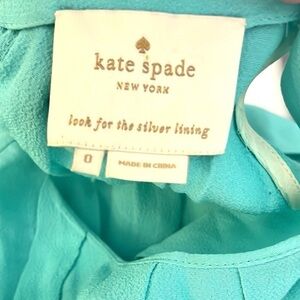 kate spade
NEW YORK
look for the silver lining
0
MADE IN CHINA